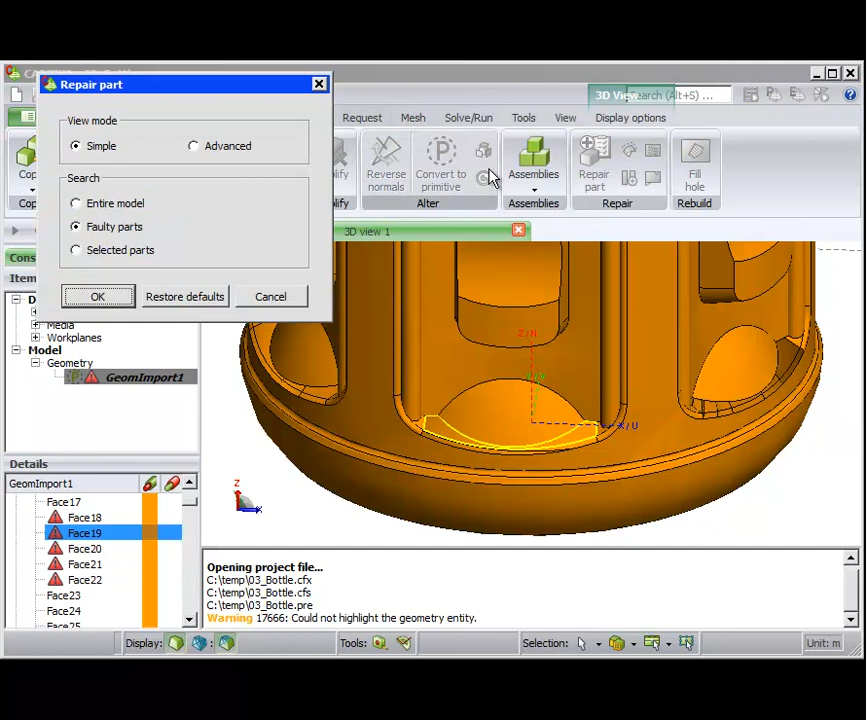 Repair part
3D View
Search (Alt+S) ...
View mode
Simple
Advanced
Search
Entire model
Faulty parts
Selected parts
OK
Restore defaults
Cancel
Request
Mesh
Solve/Run
Tools
View
Display options
Reverse normals
Convert to primitive
Assemblies
Repair part
Fill hole
Alter
Assemblies
Repair
Rebuild
3D view 1
Media
Workplanes
Model
Geometry
GeomImport1
Details
GeomImport1
Face17
Face18
Face19
Face20
Face21
Face22
Face23
Face24
Z/N
Y/V
X/U
Z
X
Opening project file...
C:\temp\03_Bottle.cfx
C:\temp\03_Bottle.cfs
C:\temp\03_Bottle.pre
Warning 17666: Could not highlight the geometry entity.
Display:
Tools:
Selection:
Unit: m